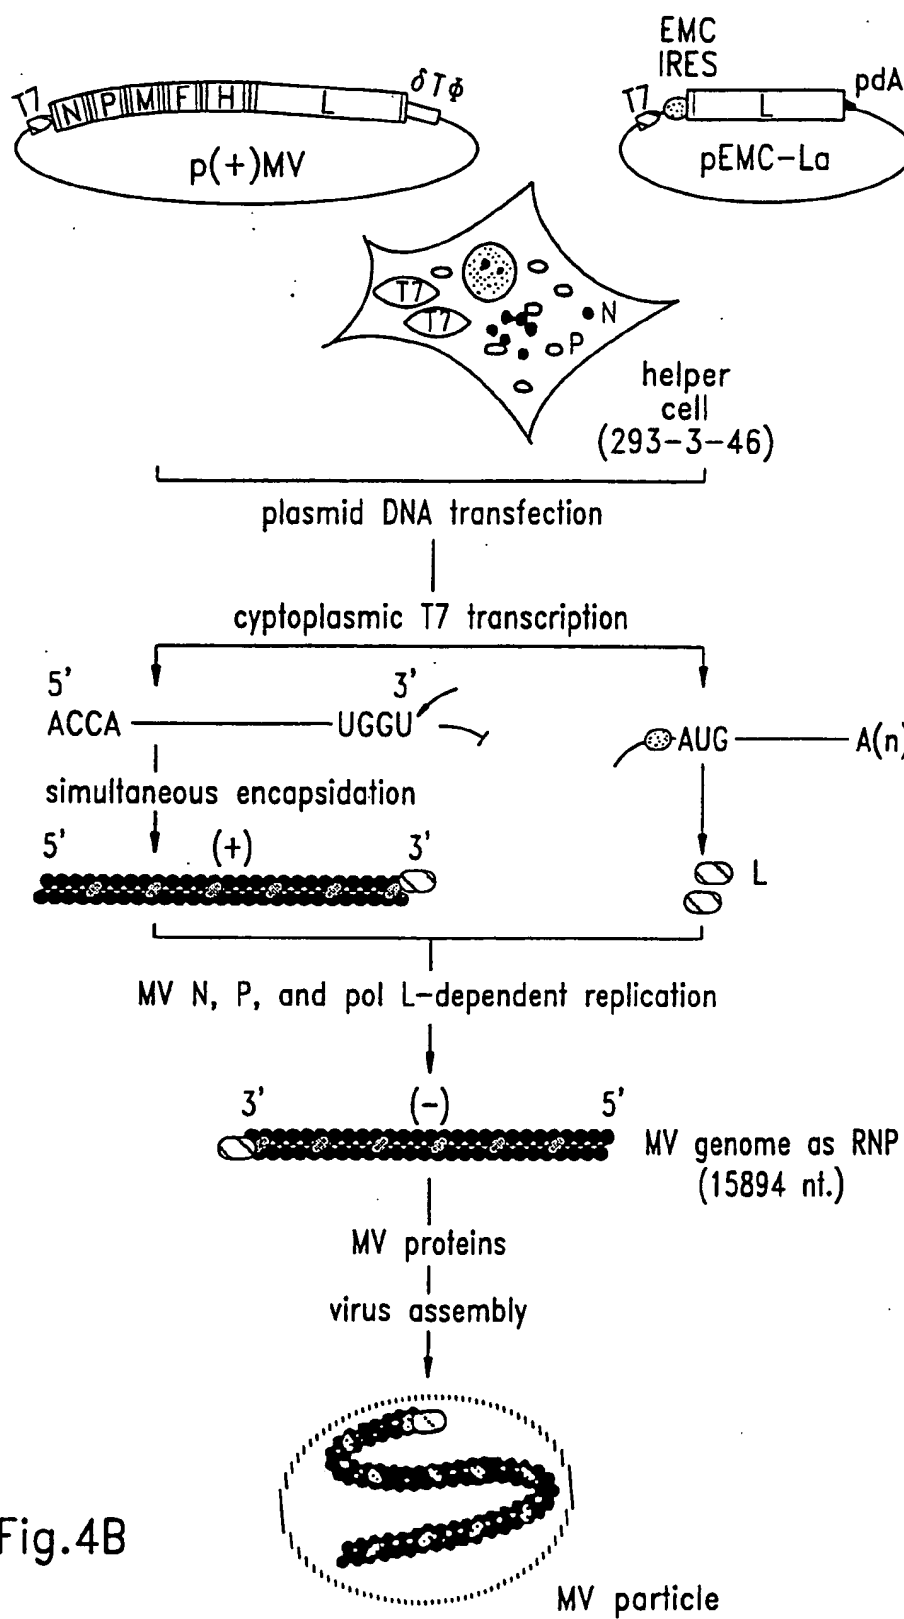 EMC
IRES
T7 N P M F H L δTΦ
T7 L pdA
p(+)MV
pEMC-La
T7
T7
N
P
helper
cell
(293-3-46)
plasmid DNA transfection
cyptoplasmic T7 transcription
5' 3'
ACCA UGGU
AUG A(n)
simultaneous encapsidation
5' (+) 3'
L
MV N, P, and pol L-dependent replication
3' (-) 5'
MV genome as RNP
(15894 nt.)
MV proteins
virus assembly
Fig.4B
MV particle